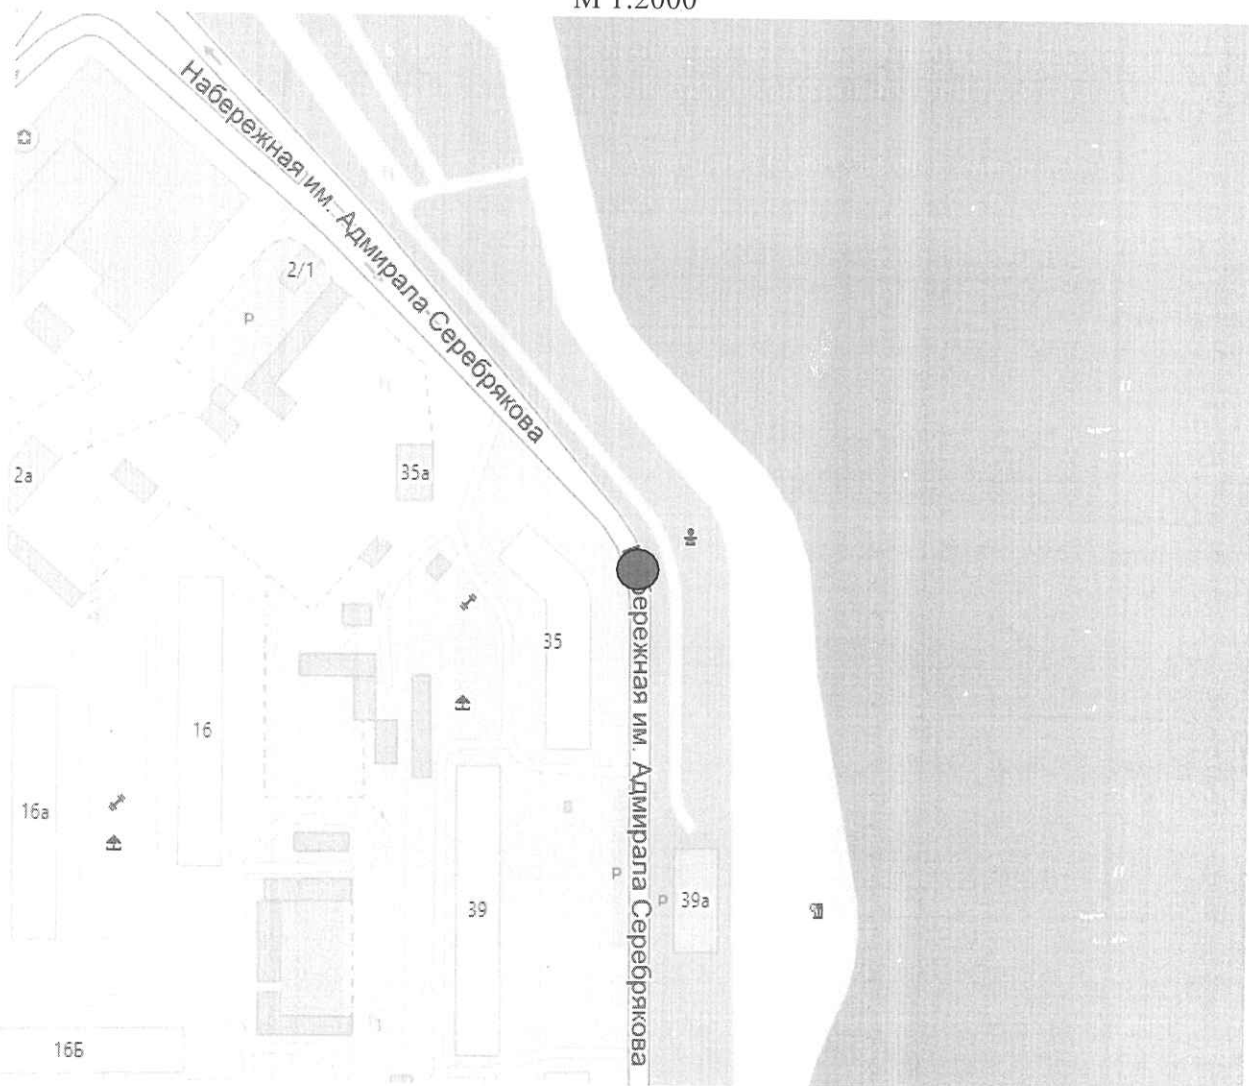 М 1:2000
Набережная им. Адмирала Серебрякова
2/1
P
2а
35а
35
бережная им. Адмирала Серебрякова
16
16а
P
P
39а
39
16Б